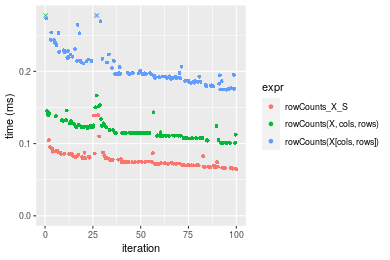 time (ms)
0.2
0.1
0.0
0
25
50
75
100
iteration
expr
rowCounts_X_S
rowCounts(X, cols, rows)
rowCounts(X[cols, rows])